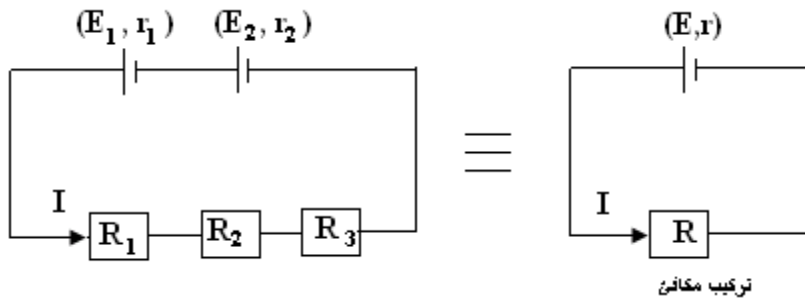 (E₁, r₁) (E₂, r₂) (E,r)
I R₁ R₂ R₃ I R
تركيب مكافئ